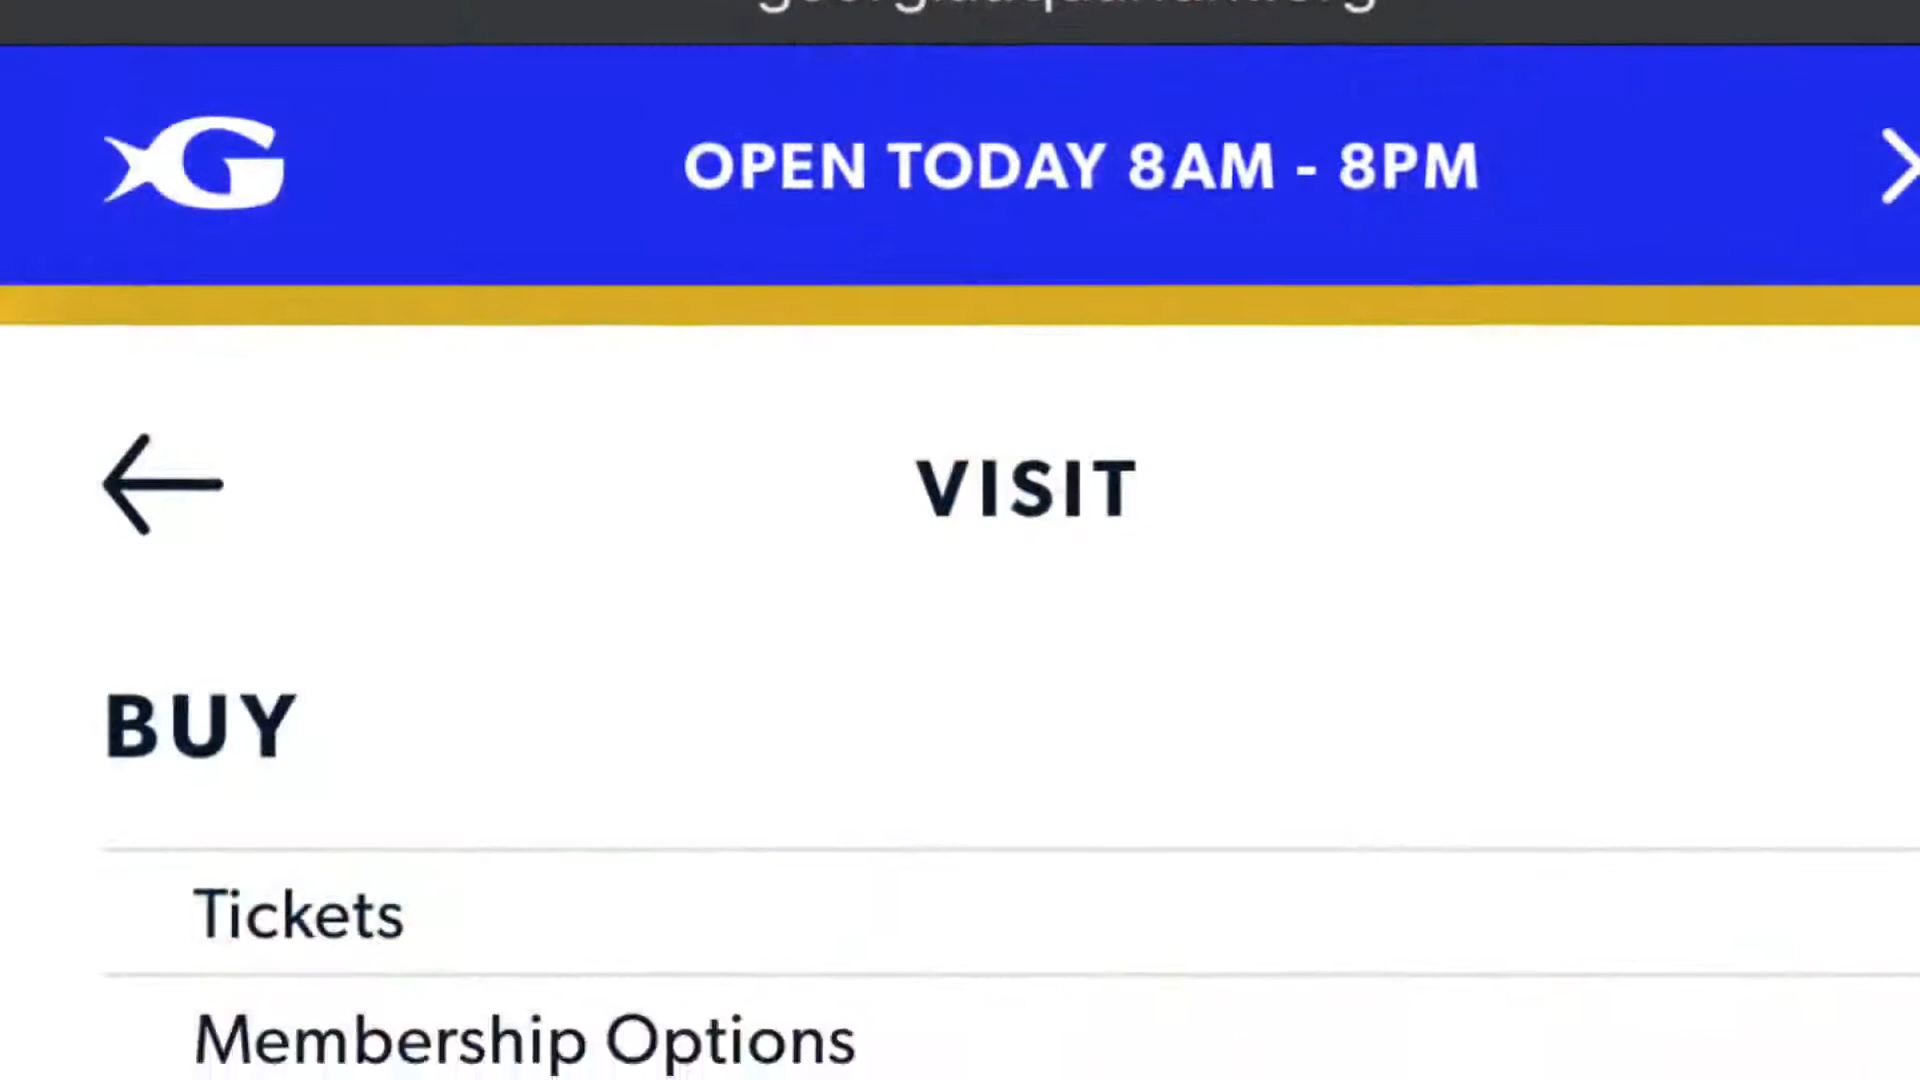 G
OPEN TODAY 8AM - 8PM
VISIT
BUY
Tickets
Membership Options